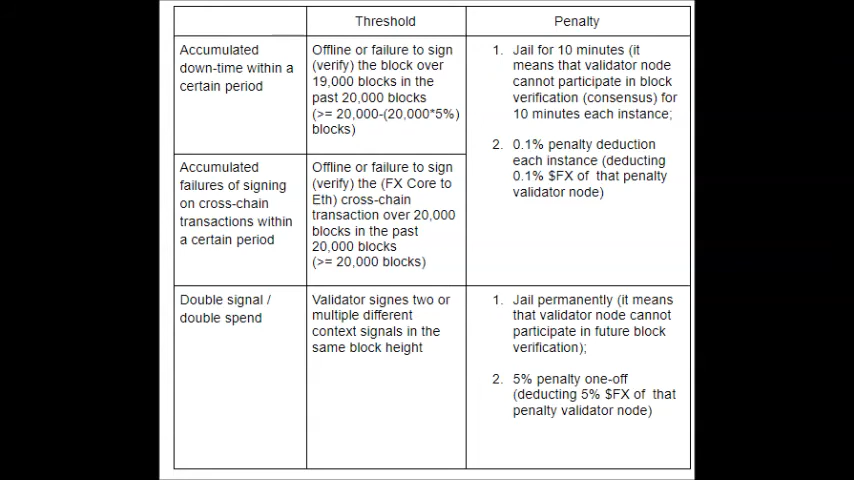 Threshold
Penalty
Accumulated
down-time within a
certain period
Offline or failure to sign
(verify) the block over
19,000 blocks in the
past 20,000 blocks
(>= 20,000-(20,000*5%)
blocks)
1. Jail for 10 minutes (it
means that validator node
cannot participate in block
verification (consensus) for
10 minutes each instance;
2. 0.1% penalty deduction
each instance (deducting
0.1% $FX of that penalty
validator node)
Accumulated
failures of signing
on cross-chain
transactions within
a certain period
Offline or failure to sign
(verify) the (FX Core to
Eth) cross-chain
transaction over 20,000
blocks in the past
20,000 blocks
(>= 20,000 blocks)
Double signal /
double spend
Validator signes two or
multiple different
context signals in the
same block height
1. Jail permanently (it means
that validator node cannot
participate in future block
verification);
2. 5% penalty one-off
(deducting 5% $FX of that
penalty validator node)